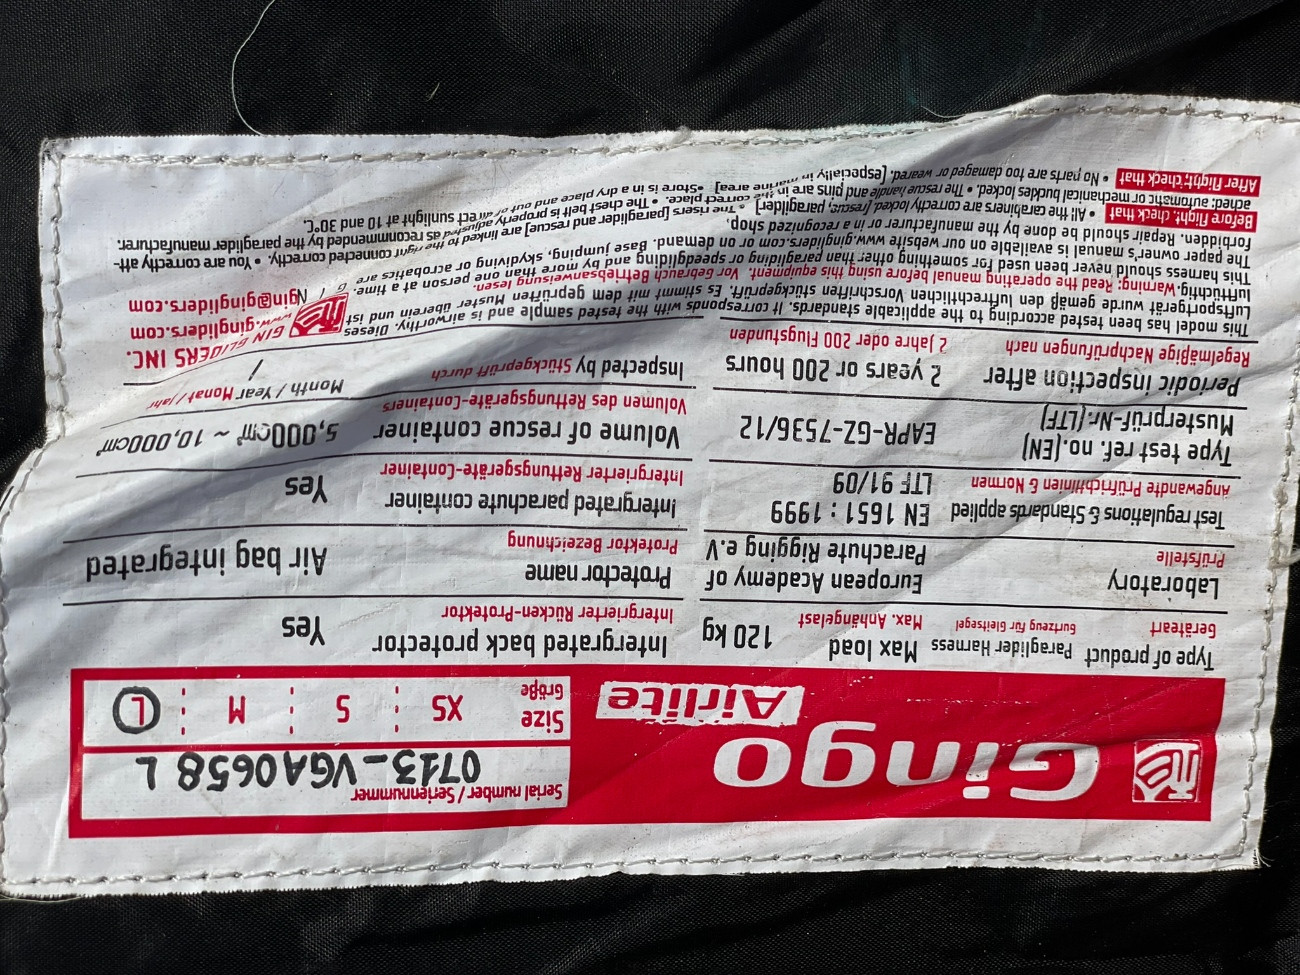 Gingo
Airlite
Serial number / Seriennummer
0713-VGA0658 L
Size
Größe
XS S M L
Type of product Paraglider Harness
Geräteart Gurtzeug für Gleitsegel
Max load 120 kg
Max. Anhängelast
Laboratory European Academy of
Prüfstelle Parachute Rigging e.V
Test regulations & Standards applied EN 1651 : 1999
Angewandte Prüfrichtlinien & Normen LTF 91/09
Type test ref. no.(EN) EAPR-GZ-7536/12
Musterprüf-Nr.(LTF)
Periodic inspection after 2 years or 200 hours
Regelmäßige Nachprüfungen nach 2 Jahre oder 200 Flugstunden
Intergrated back protector Yes
Intergrierter Rücken-Protektor
Protector name Air bag integrated
Protektor Bezeichnung
Intergrated parachute container Yes
Intergrierter Rettungsgeräte-Container
Volume of rescue container 5,000cm³ ~ 10,000cm³
Volumen des Rettungsgeräte-Containers
Inspected by Stückgeprüft durch Month / Year Monat / Jahr
/
This model has been tested according to the applicable standards. It corresponds with the tested sample and is airworthy. Dieses
Luftsportgerät wurde gemäß den luftrechtlichen Vorschriften stückgeprüft. Es stimmt mit dem geprüften Muster überein und ist
lufttüchtig. Warning: Read the operating manual before using this equipment. Vor Gebrauch Betriebsanweisung lesen.
This harness should never been used for something other than paragliding or speedgliding and by more than one person at a time.
The paper owner's manual is available on our website www.gingliders.com or on demand. Base jumping, skydiving or acrobatics are
forbidden. Repair should be done by the manufacturer or in a recognized shop,
Before flight, check that • All the carabiners are correctly locked. [rescue, paraglider] • The risers [paraglider and rescue] are linked to the right connected correctly. • You are correctly att-
ached: automatic or mechanical buckles locked. • The rescue handle and pins are in the correct place. • The chest belt is properly adjusted as recommended by the paraglider manufacturer.
After flight, check that • No parts are too damaged or weared. [especially in marine area] •Store is in a dry place and out of direct sunlight at 10 and 30℃.
GIN GLIDERS INC.
www.gingliders.com
gin@gingliders.com